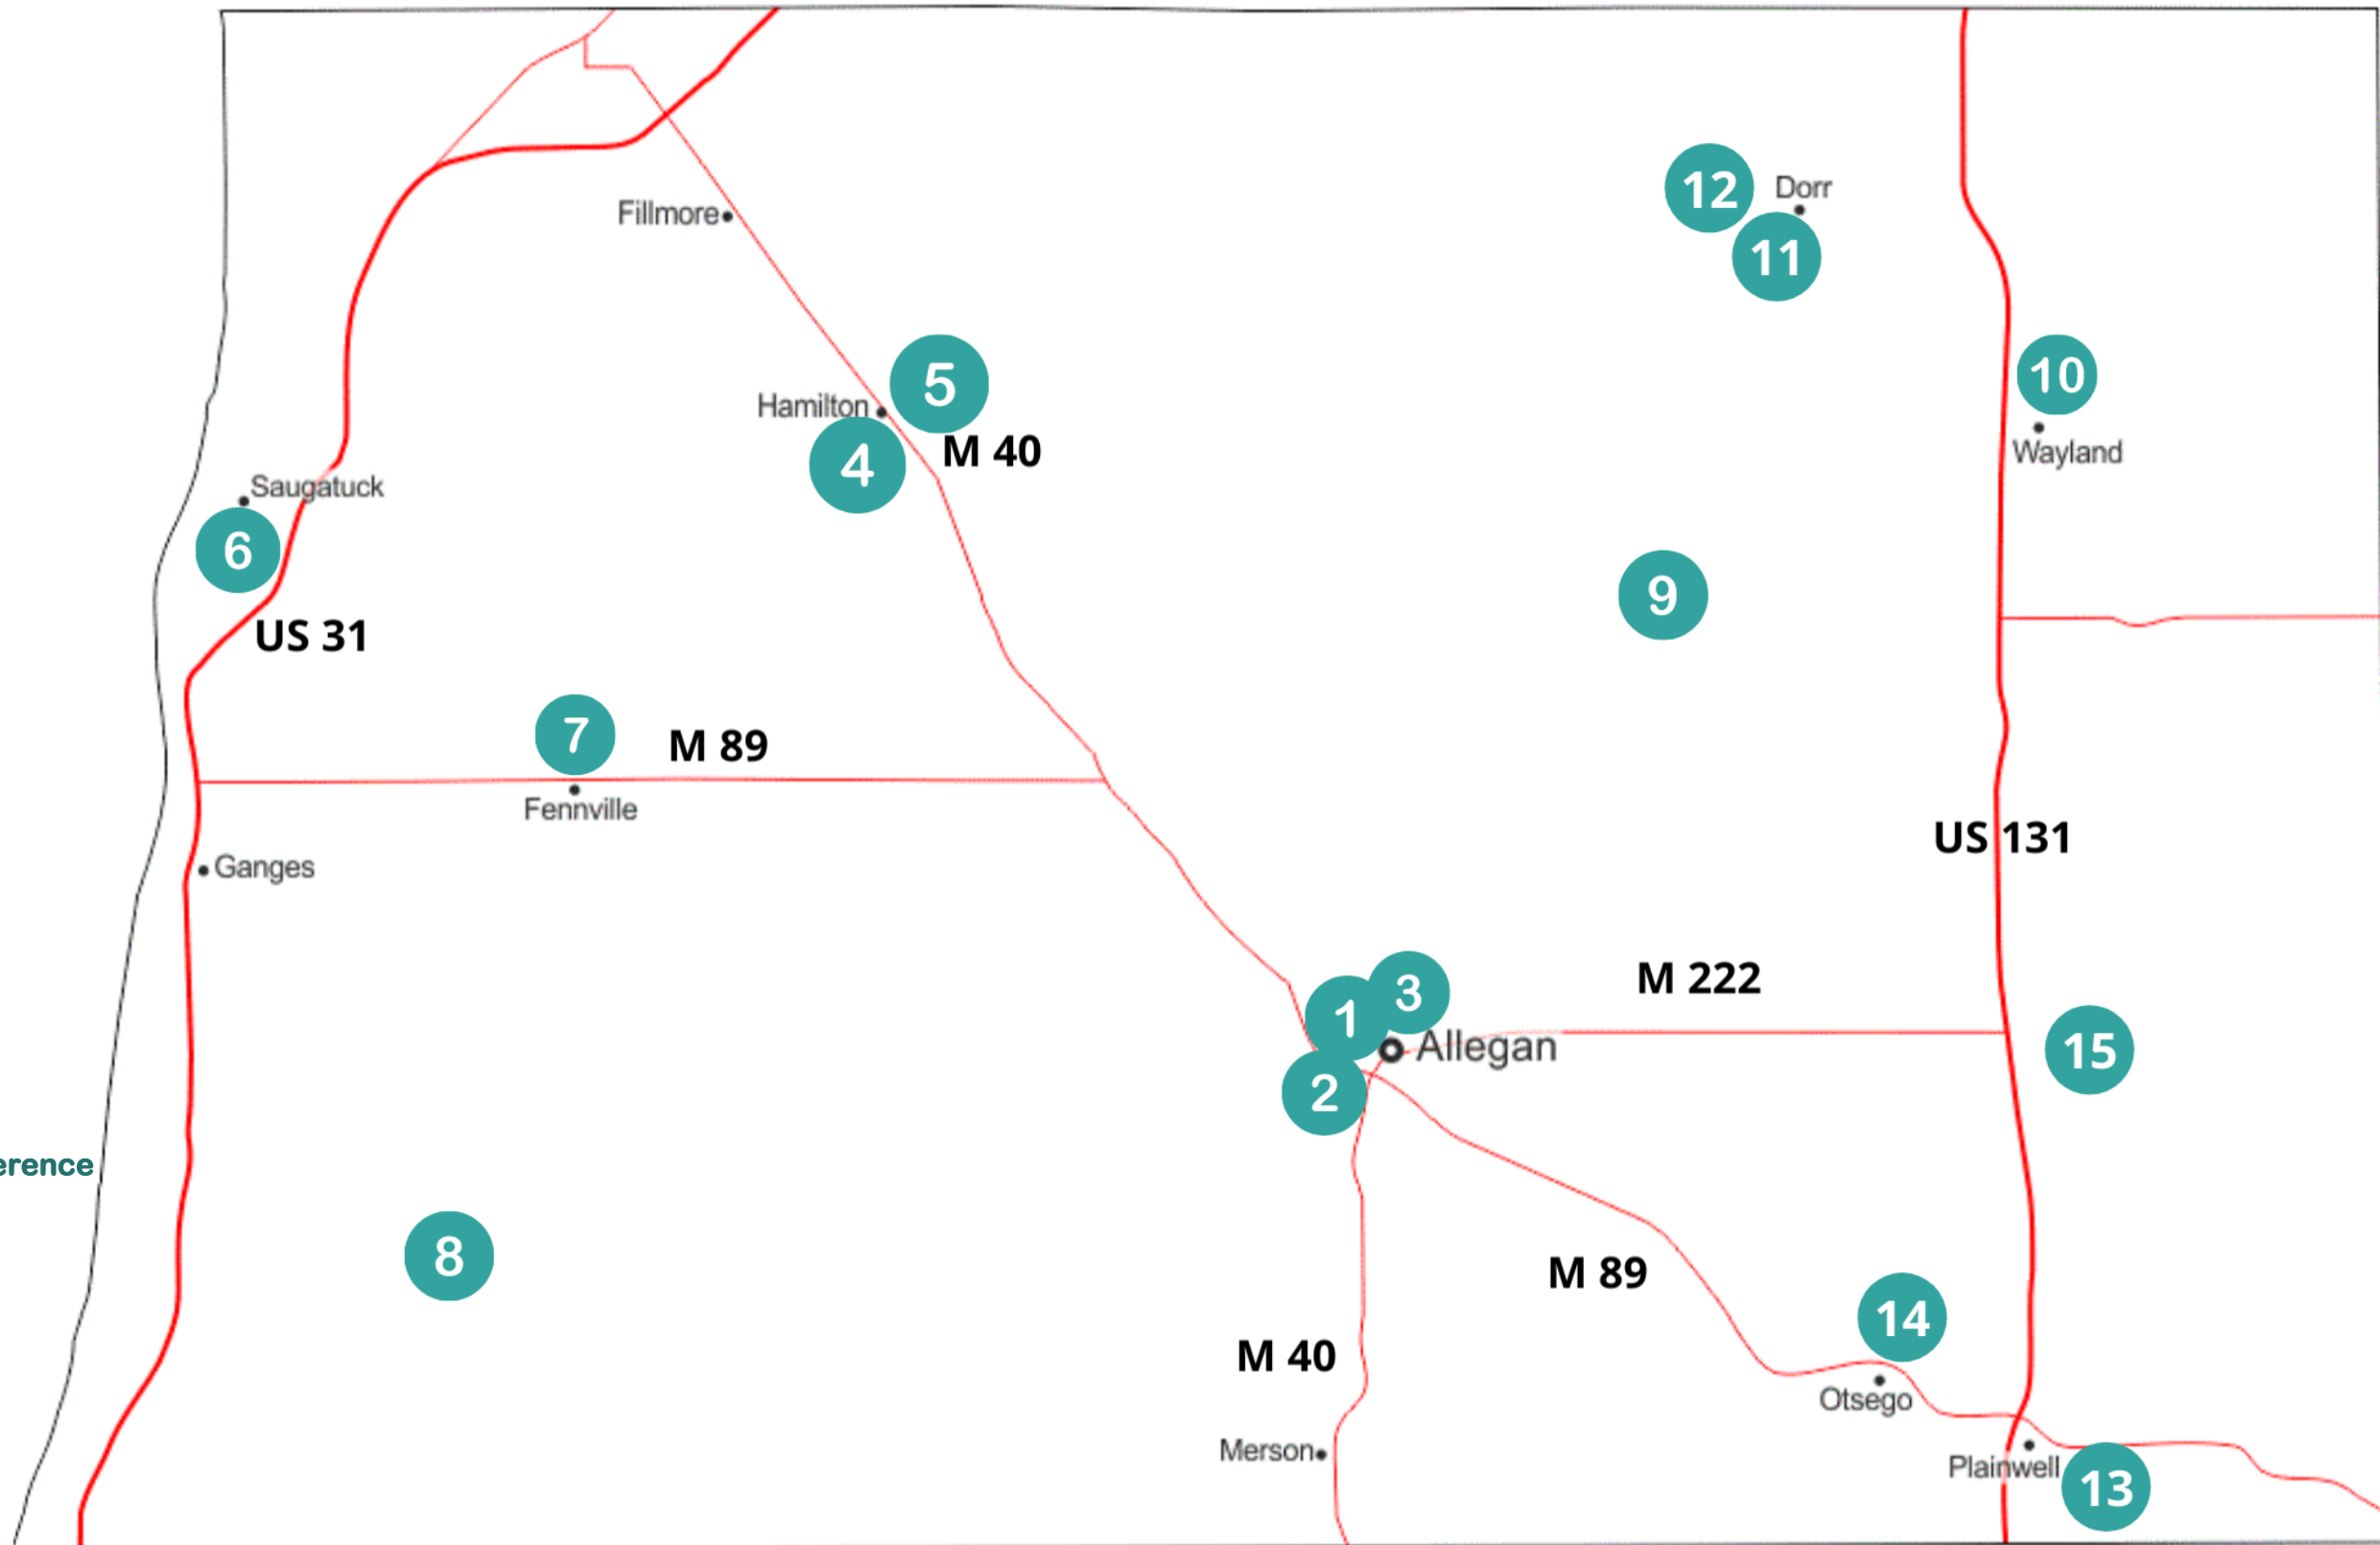 12
Dorr
Fillmore
11
5
10
Hamilton
M 40
4
Wayland
Saugatuck
6
9
US 31
7
M 89
Fennville
US 131
Ganges
3
M 222
1
Allegan
15
2
erence
8
M 89
14
M 40
Otsego
Merson
Plainwell
13